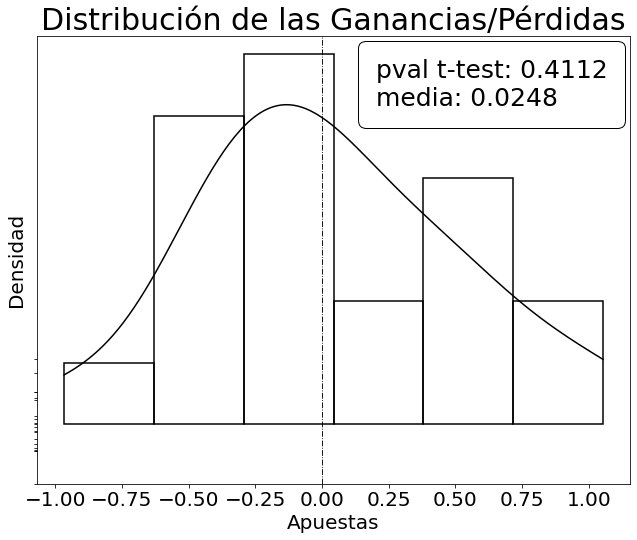 Distribución de las Ganancias/Pérdidas
pval t-test: 0.4112
media: 0.0248
Densidad
−1.00 −0.75 −0.50 −0.25 0.00 0.25 0.50 0.75 1.00
Apuestas